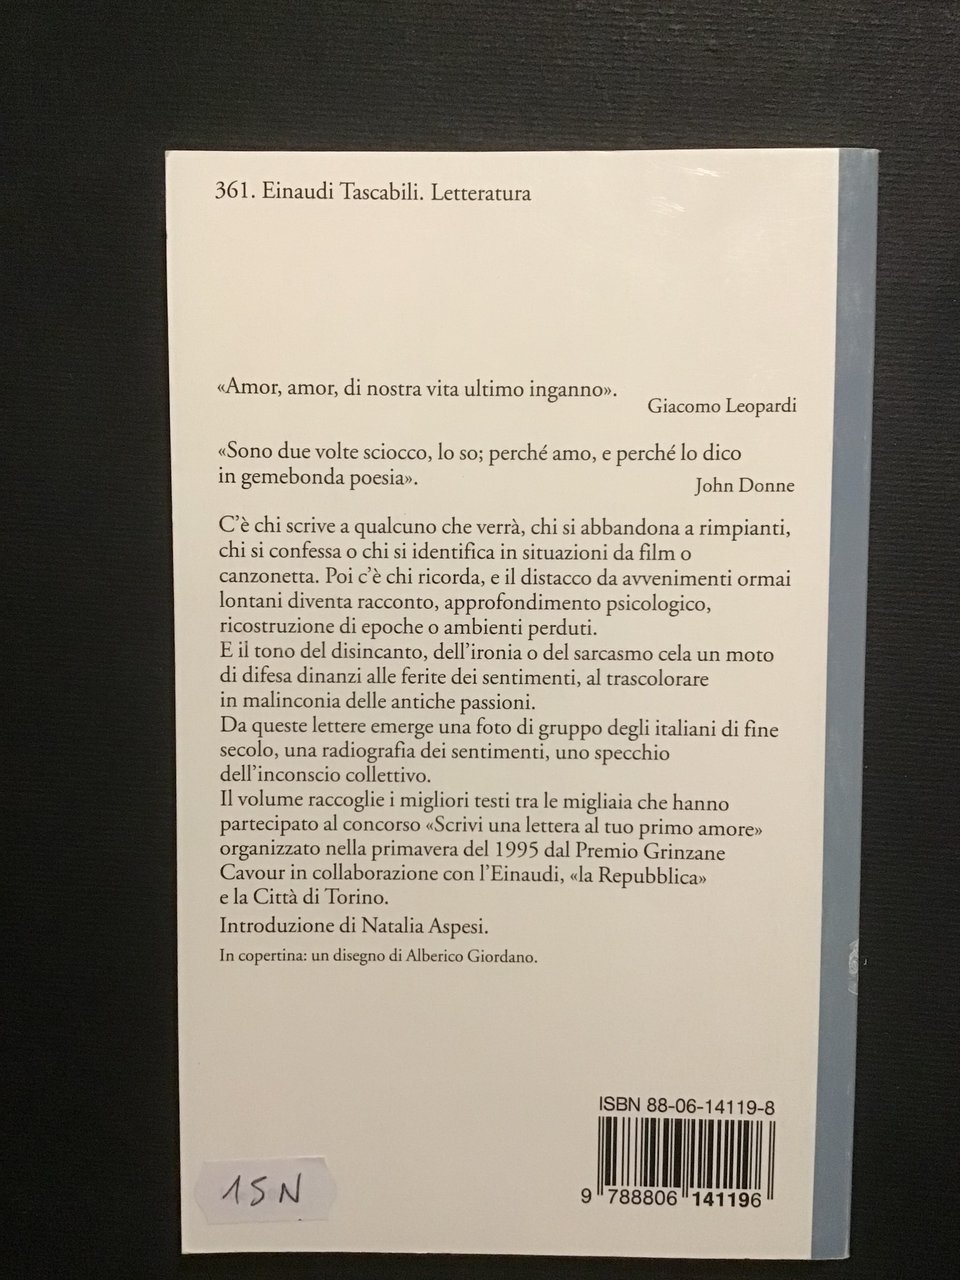 361. Einaudi Tascabili. Letteratura
«Amor, amor, di nostra vita ultimo inganno».
Giacomo Leopardi
«Sono due volte sciocco, lo so; perché amo, e perché lo dico
in gemebonda poesia».
John Donne
C'è chi scrive a qualcuno che verrà, chi si abbandona a rimpianti,
chi si confessa o chi si identifica in situazioni da film o
canzonetta. Poi c'è chi ricorda, e il distacco da avvenimenti ormai
lontani diventa racconto, approfondimento psicologico,
ricostruzione di epoche o ambienti perduti.
E il tono del disincanto, dell'ironia o del sarcasmo cela un moto
di difesa dinanzi alle ferite dei sentimenti, al trascolorare
in malinconia delle antiche passioni.
Da queste lettere emerge una foto di gruppo degli italiani di fine
secolo, una radiografia dei sentimenti, uno specchio
dell'inconscio collettivo.
Il volume raccoglie i migliori testi tra le migliaia che hanno
partecipato al concorso «Scrivi una lettera al tuo primo amore»
organizzato nella primavera del 1995 dal Premio Grinzane
Cavour in collaborazione con l'Einaudi, «la Repubblica»
e la Città di Torino.
Introduzione di Natalia Aspesi.
In copertina: un disegno di Alberico Giordano.
ISBN 88-06-14119-8
9 788806 141196
15 N